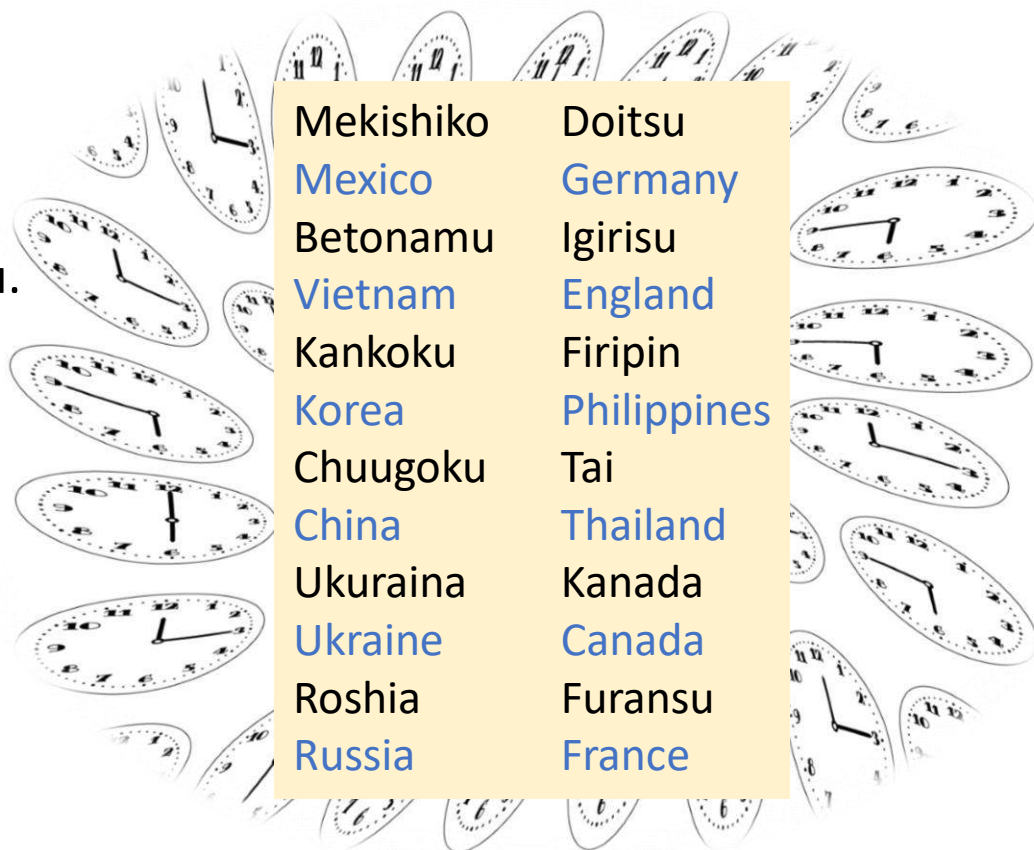 Mekishiko Doitsu
Mexico Germany
Betonamu Igirisu
Vietnam England
Kankoku Firipin
Korea Philippines
Chuugoku Tai
China Thailand
Ukuraina Kanada
Ukraine Canada
Roshia Furansu
Russia France